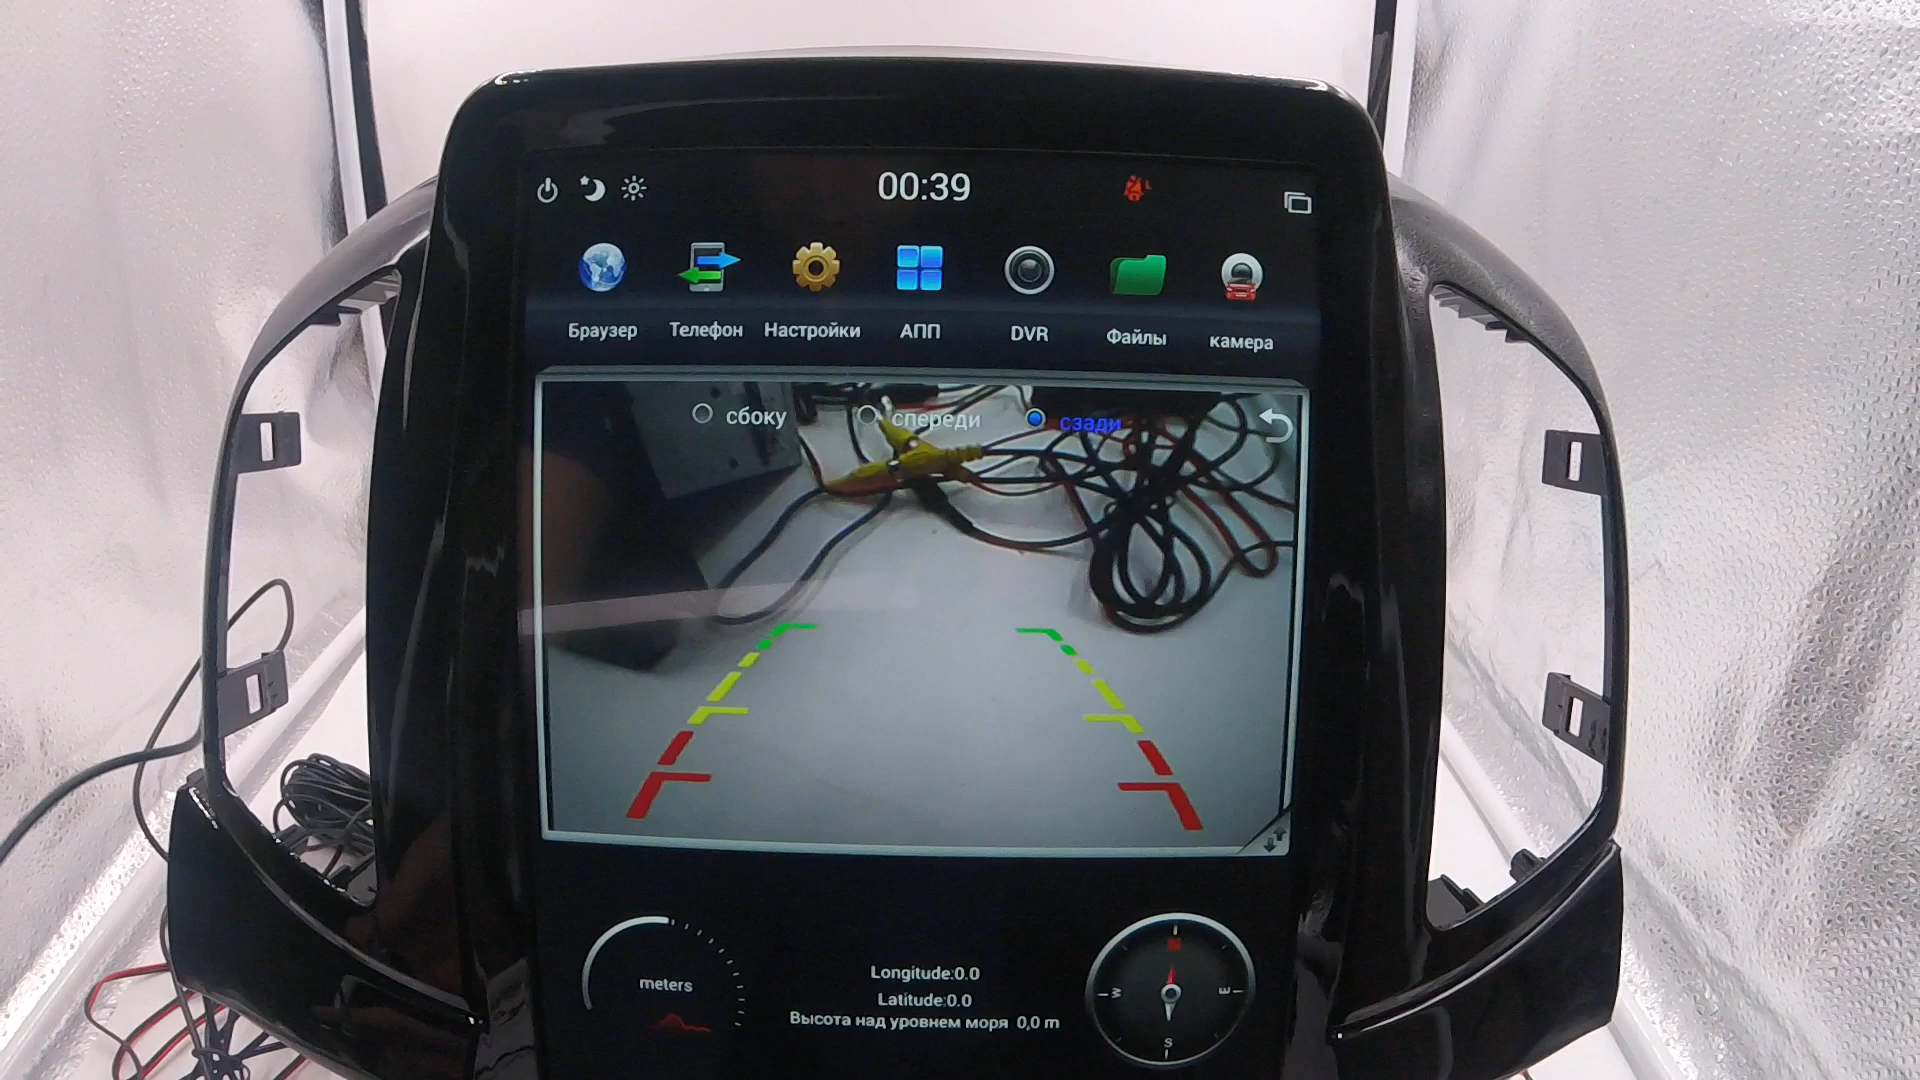 00:39
Браузер Телефон Настройки АПП DVR Файлы камера
сбоку спереди сзади
meters
Longitude:0.0
Latitude:0.0
Высота над уровнем моря 0,0 m
N
W E
S